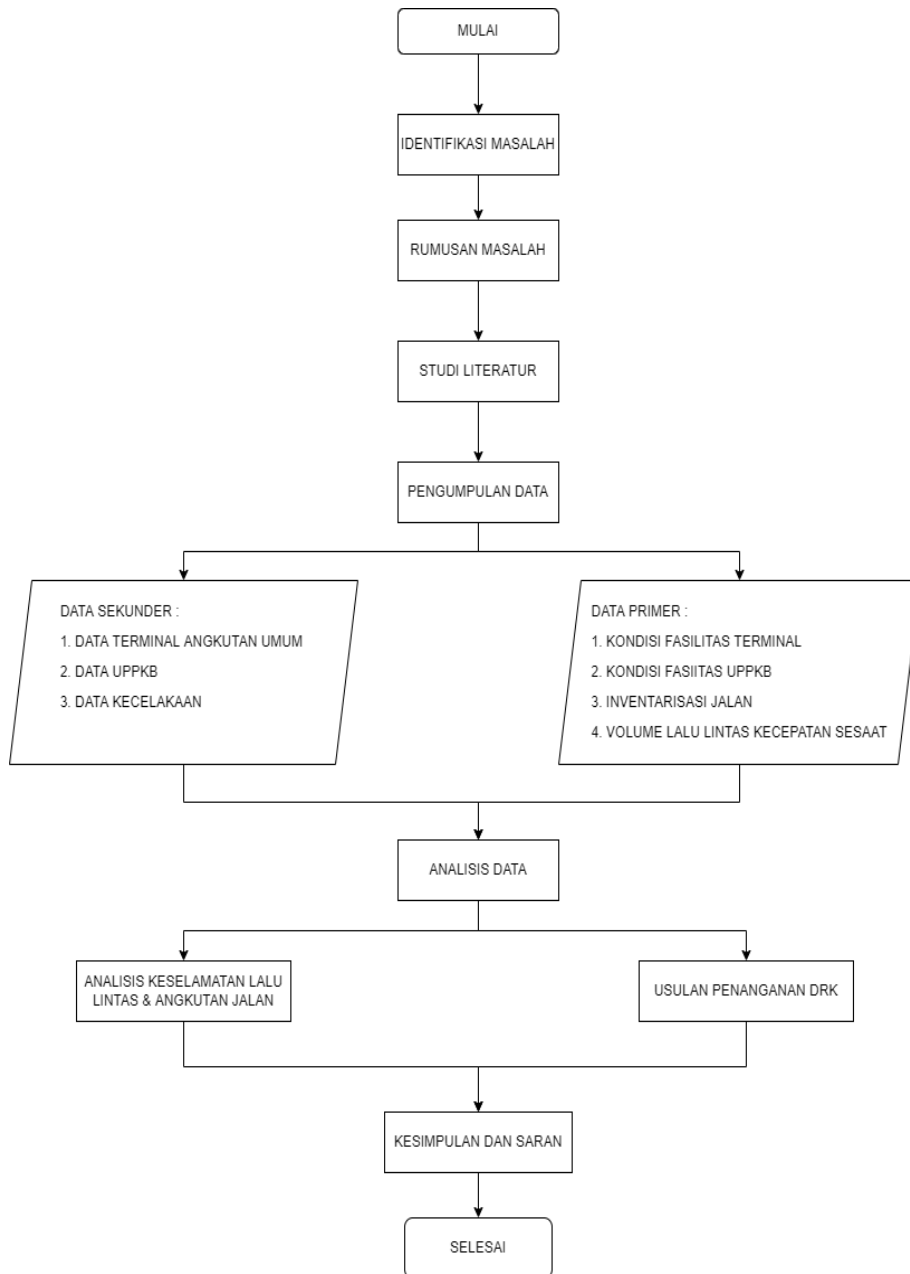 MULAI
IDENTIFIKASI MASALAH
RUMUSAN MASALAH
STUDI LITERATUR
PENGUMPULAN DATA
DATA SEKUNDER :
1. DATA TERMINAL ANGKUTAN UMUM
2. DATA UPPKB
3. DATA KECELAKAAN
DATA PRIMER :
1. KONDISI FASILITAS TERMINAL
2. KONDISI FASIITAS UPPKB
3. INVENTARISASI JALAN
4. VOLUME LALU LINTAS KECEPATAN SESAAT
ANALISIS DATA
ANALISIS KESELAMATAN LALU
LINTAS & ANGKUTAN JALAN
USULAN PENANGANAN DRK
KESIMPULAN DAN SARAN
SELESAI